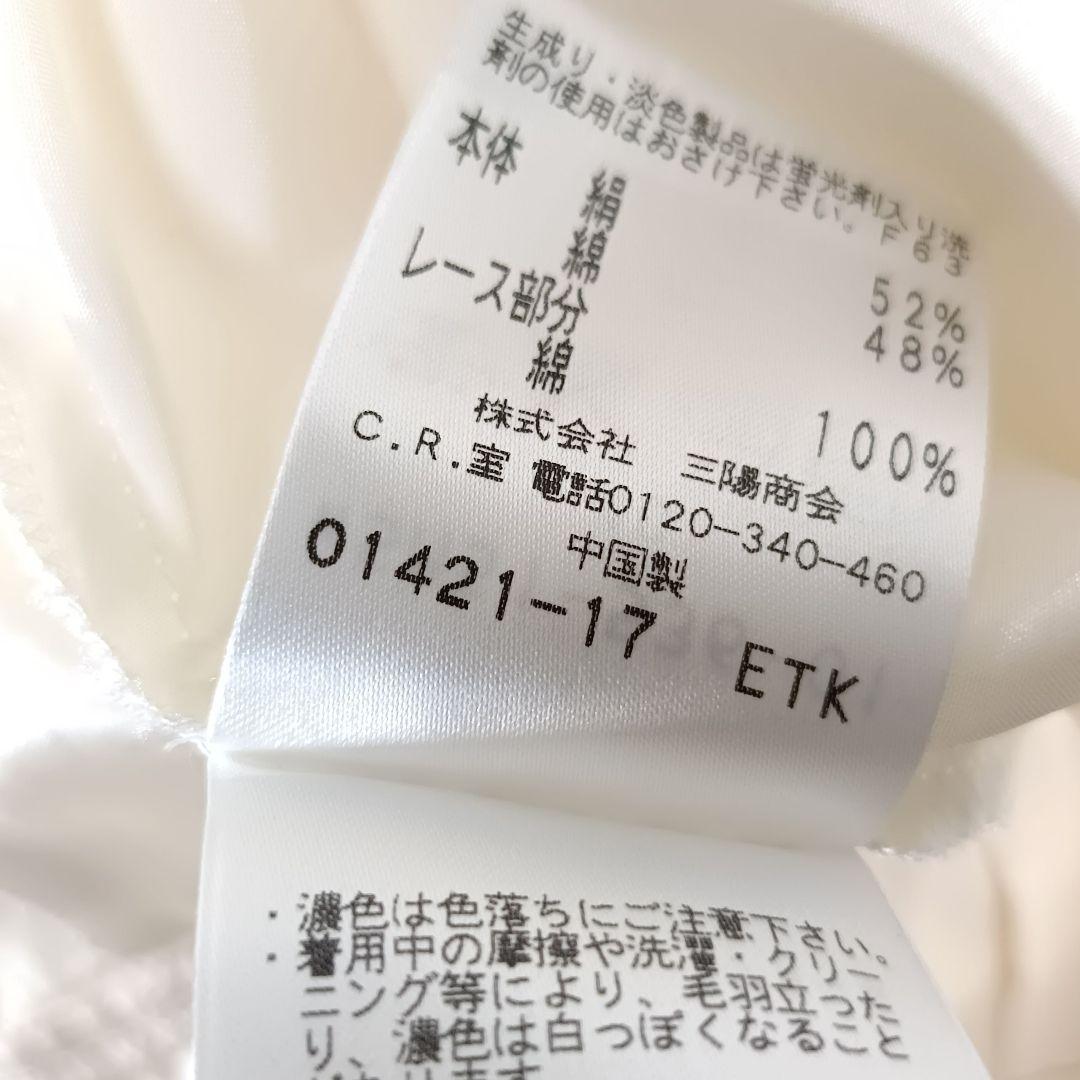 生成り・淡色製品は蛍光剤入り洗
剤の使用はおさけ下さい。F63
本体
絹 52%
綿 48%
レース部分
綿 100%
株式会社 三陽商会
C.R.室 電話0120-340-460
中国製
01421-17 ETK
・濃色は色落ちにご注意下さい。
・着用中の摩擦や洗濯・クリー
ニング等により、毛羽立った
り、濃色は白っぽくなること